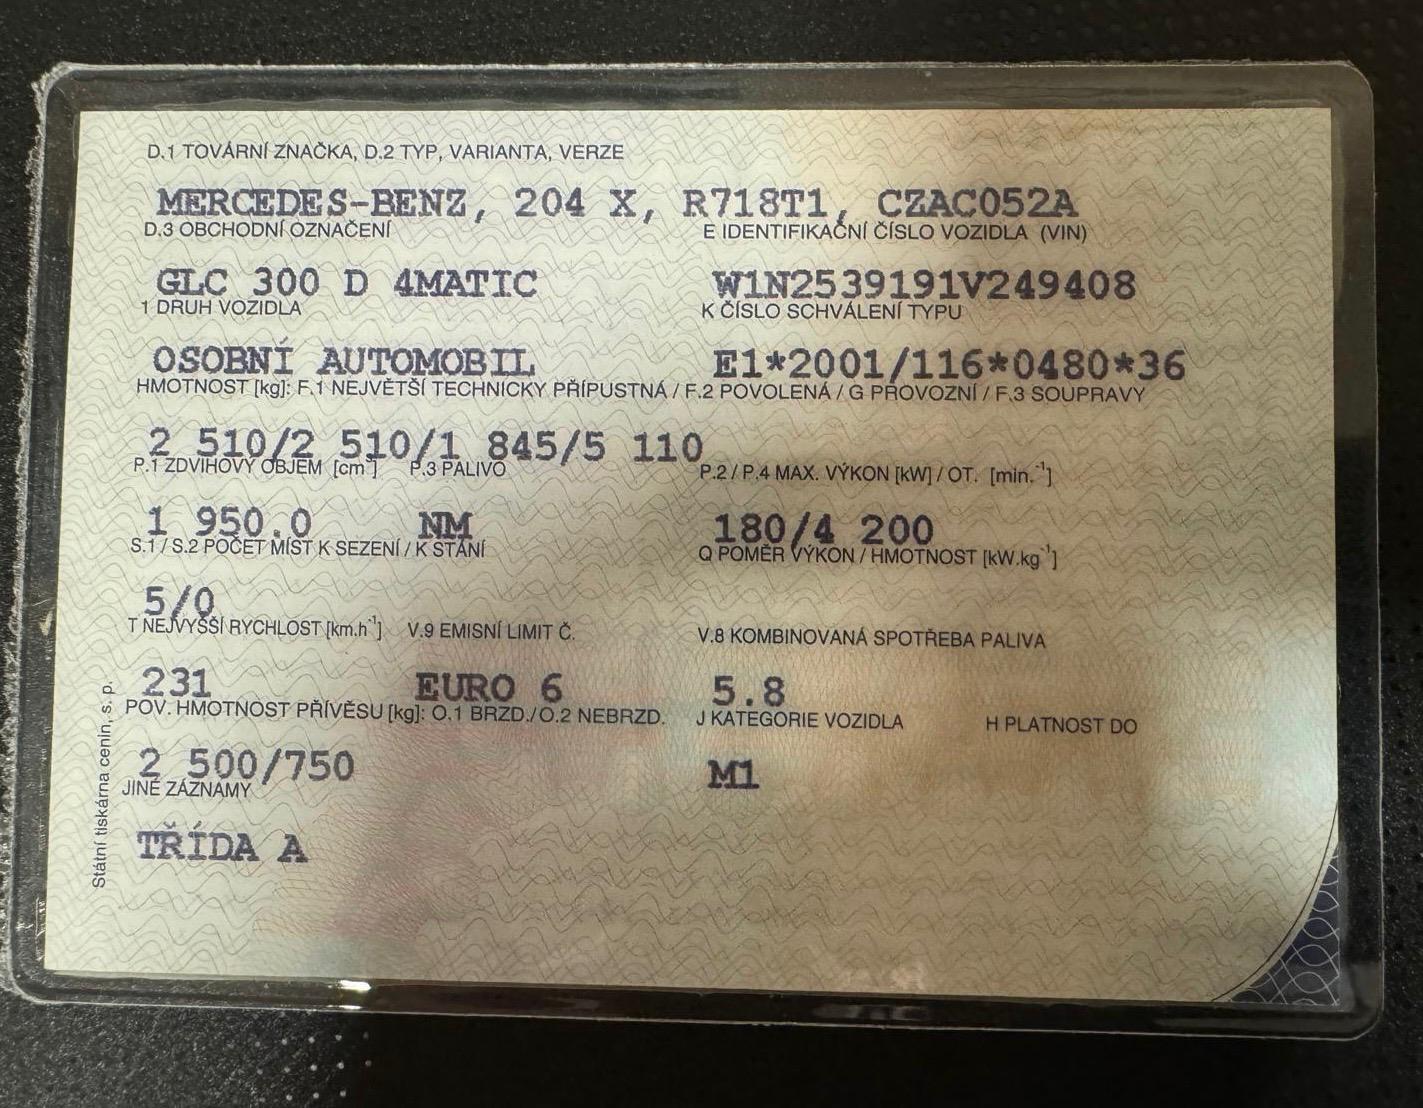 D.1 TOVÁRNÍ ZNAČKA, D.2 TYP, VARIANTA, VERZE
MERCEDES-BENZ, 204 X, R718T1, CZAC052A
D.3 OBCHODNÍ OZNAČENÍ E IDENTIFIKAČNÍ ČÍSLO VOZIDLA (VIN)
GLC 300 D 4MATIC W1N2539191V249408
1 DRUH VOZIDLA K ČÍSLO SCHVÁLENÍ TYPU
OSOBNÍ AUTOMOBIL E1*2001/116*0480*36
HMOTNOST [kg]: F.1 NEJVĚTŠÍ TECHNICKY PŘÍPUSTNÁ / F.2 POVOLENÁ / G PROVOZNÍ / F.3 SOUPRAVY
2 510/2 510/1 845/5 110
P.1 ZDVIHOVÝ OBJEM [cm³] P.3 PALIVO P.2 / P.4 MAX. VÝKON [kW] / OT. [min.⁻¹]
1 950.0 NM 180/4 200
S.1 / S.2 POČET MÍST K SEZENÍ / K STÁNÍ Q POMĚR VÝKON / HMOTNOST [kW.kg⁻¹]
5/0
T NEJVYŠŠÍ RYCHLOST [km.h⁻¹] V.9 EMISNÍ LIMIT Č. V.8 KOMBINOVANÁ SPOTŘEBA PALIVA
231 EURO 6 5.8
POV. HMOTNOST PŘÍVĚSU [kg]: O.1 BRZD./O.2 NEBRZD. J KATEGORIE VOZIDLA H PLATNOST DO
2 500/750 M1
JINÉ ZÁZNAMY
TŘÍDA A
Státní tiskárna cenin, s. p.